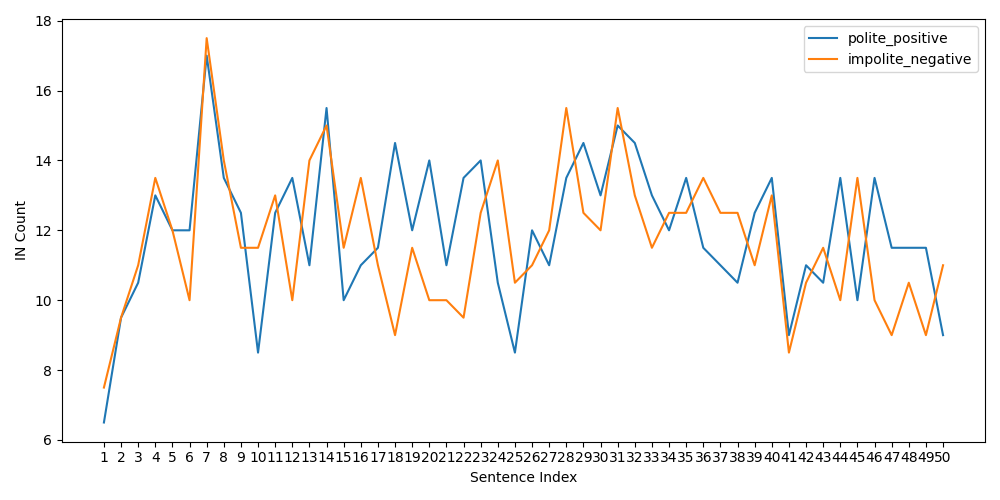 18
16
14
12
10
8
6
IN Count
polite_positive
impolite_negative
1 2 3 4 5 6 7 8 9 10 11 12 13 14 15 16 17 18 19 20 21 22 23 24 25 26 27 28 29 30 31 32 33 34 35 36 37 38 39 40 41 42 43 44 45 46 47 48 49 50
Sentence Index